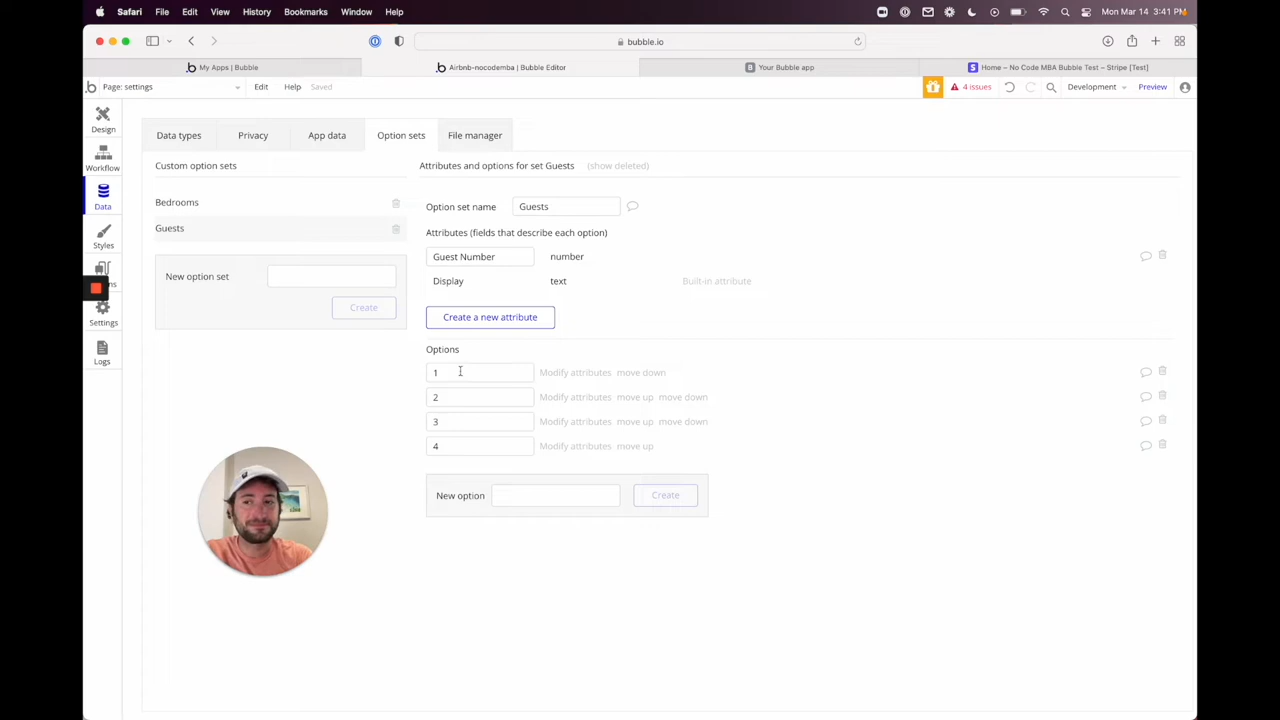 Safari File Edit View History Bookmarks Window Help Mon Mar 14 3:41 PM
bubble.io
My Apps | Bubble
Airbnb-nocodemba | Bubble Editor
Your Bubble app
Home – No Code MBA Bubble Test – Stripe [Test]
Page: settings Edit Help Saved 4 issues Development Preview
Design
Workflow
Data
Styles
Settings
Logs
Data types Privacy App data Option sets File manager
Custom option sets
Bedrooms
Guests
New option set
Create
Attributes and options for set Guests (show deleted)
Option set name Guests
Attributes (fields that describe each option)
Guest Number number
Display text Built-in attribute
Create a new attribute
Options
1 Modify attributes move down
2 Modify attributes move up move down
3 Modify attributes move up move down
4 Modify attributes move up
New option Create